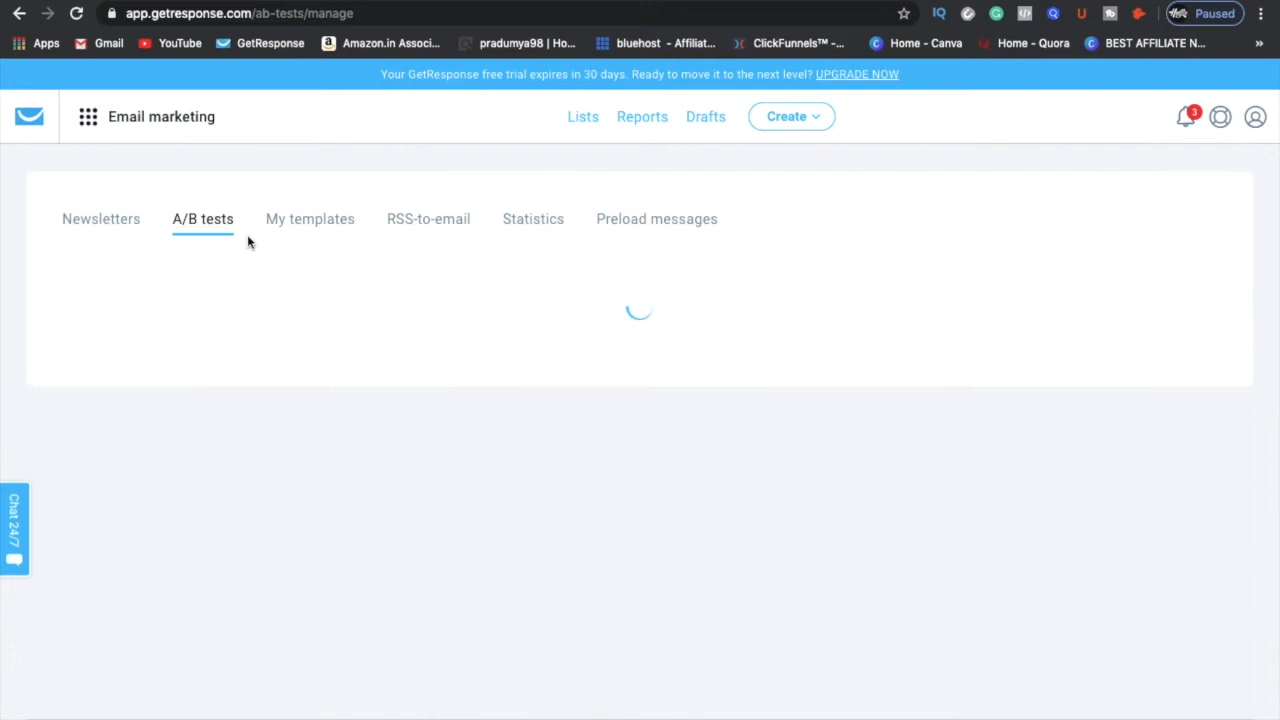 app.getresponse.com/ab-tests/manage
Paused
Apps Gmail YouTube GetResponse Amazon.in Associ... pradumya98 | Ho... bluehost - Affiliat... ClickFunnels™ -... Home - Canva Home - Quora BEST AFFILIATE N... »
Your GetResponse free trial expires in 30 days. Ready to move it to the next level? UPGRADE NOW
Email marketing Lists Reports Drafts Create 3
Newsletters A/B tests My templates RSS-to-email Statistics Preload messages
Chat 24/7